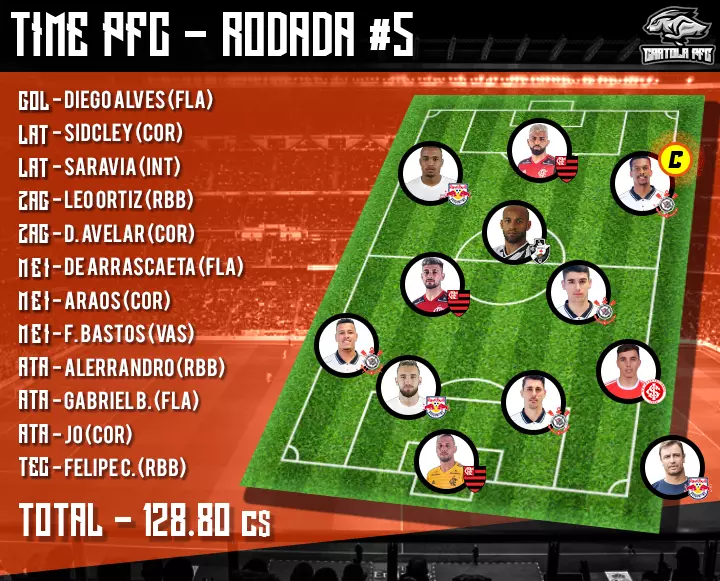 TIME PFC - RODADA #5
CARTOLA PFC
GOL - DIEGO ALVES (FLA)
LAT - SIDCLEY (COR)
LAT - SARAVIA (INT)
ZAG - LEO ORTIZ (RBB)
ZAG - D. AVELAR (COR)
MEI - DE ARRASCAETA (FLA)
MEI - ARAOS (COR)
MEI - F. BASTOS (VAS)
ATA - ALERRANDRO (RBB)
ATA - GABRIEL B. (FLA)
ATA - JO (COR)
TEC - FELIPE C. (RBB)
TOTAL - 128.80 C$
C